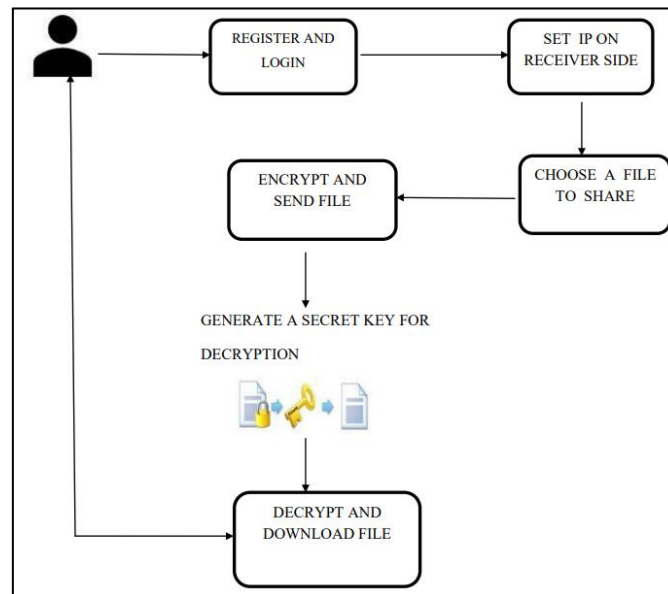 REGISTER AND
LOGIN
SET IP ON
RECEIVER SIDE
CHOOSE A FILE
TO SHARE
ENCRYPT AND
SEND FILE
GENERATE A SECRET KEY FOR
DECRYPTION
DECRYPT AND
DOWNLOAD FILE